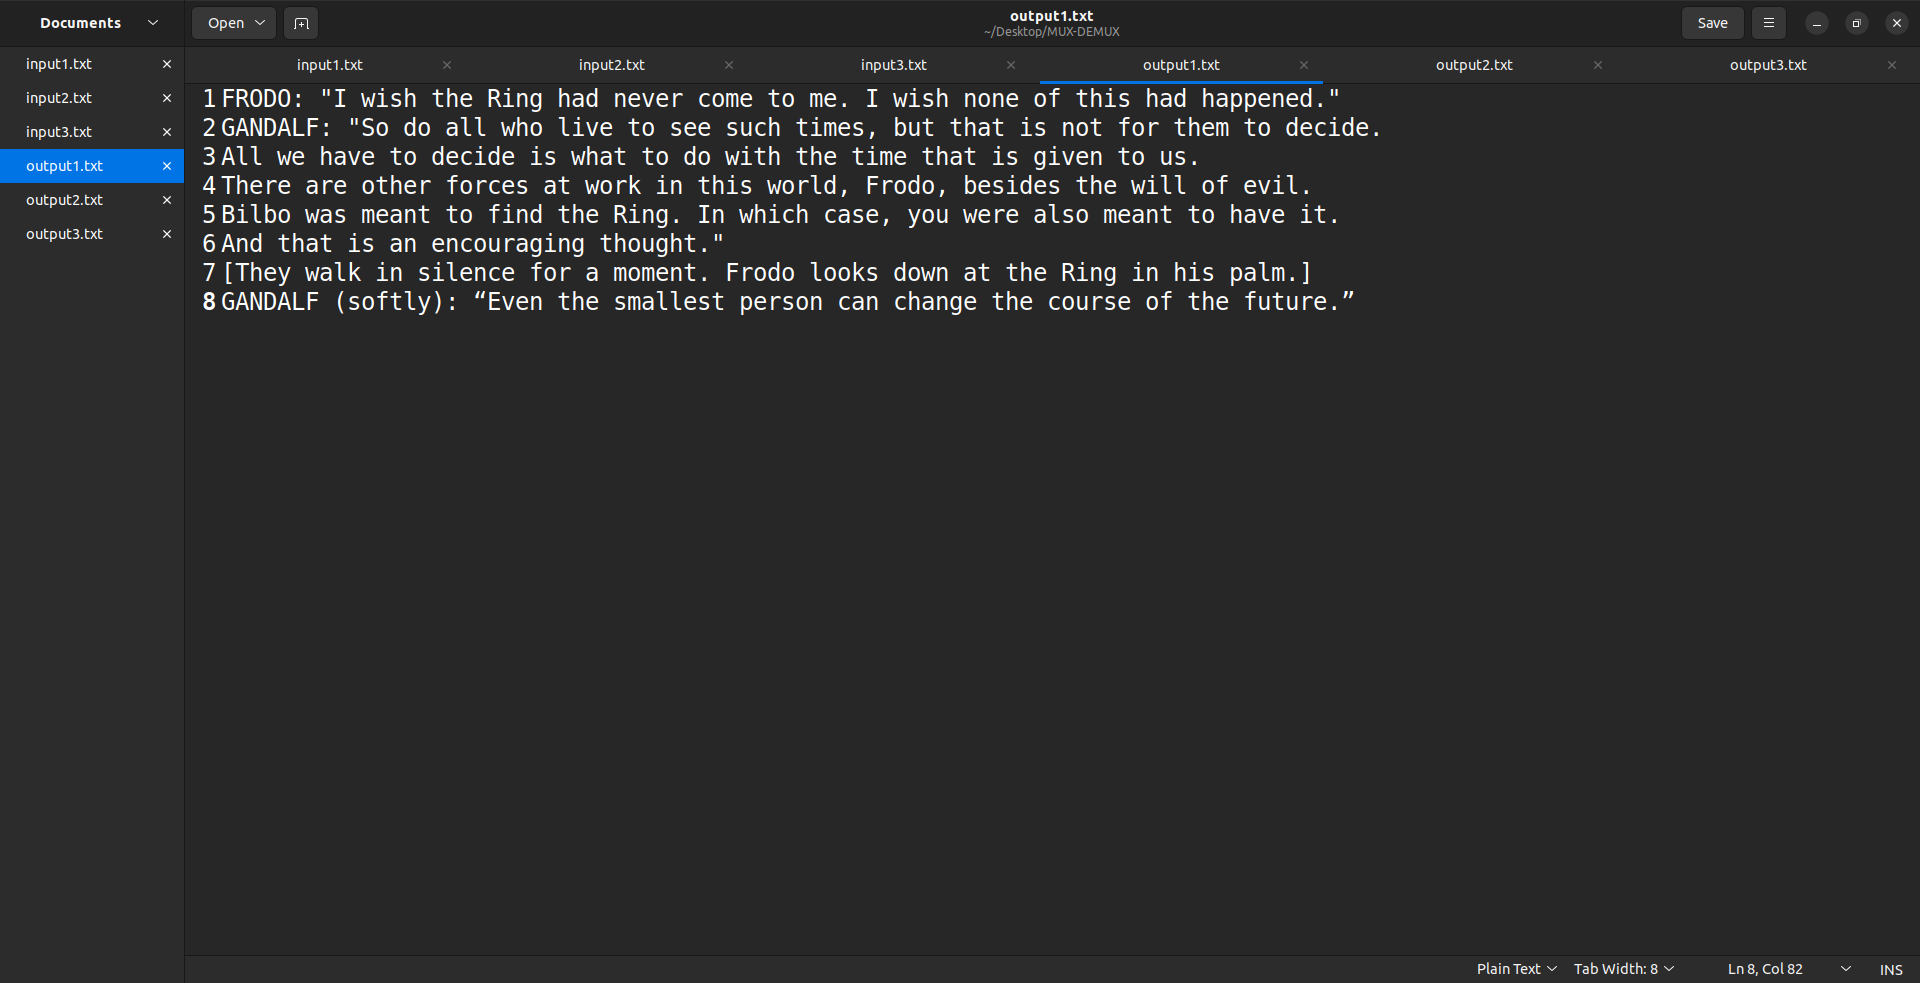 Documents
Open
output1.txt
~/Desktop/MUX-DEMUX
Save
input1.txt
input2.txt
input3.txt
output1.txt
output2.txt
output3.txt
input1.txt
input2.txt
input3.txt
output1.txt
output2.txt
output3.txt
1 FRODO: "I wish the Ring had never come to me. I wish none of this had happened."
2 GANDALF: "So do all who live to see such times, but that is not for them to decide.
3 All we have to decide is what to do with the time that is given to us.
4 There are other forces at work in this world, Frodo, besides the will of evil.
5 Bilbo was meant to find the Ring. In which case, you were also meant to have it.
6 And that is an encouraging thought."
7 [They walk in silence for a moment. Frodo looks down at the Ring in his palm.]
8 GANDALF (softly): “Even the smallest person can change the course of the future.”
Plain Text Tab Width: 8 Ln 8, Col 82 INS